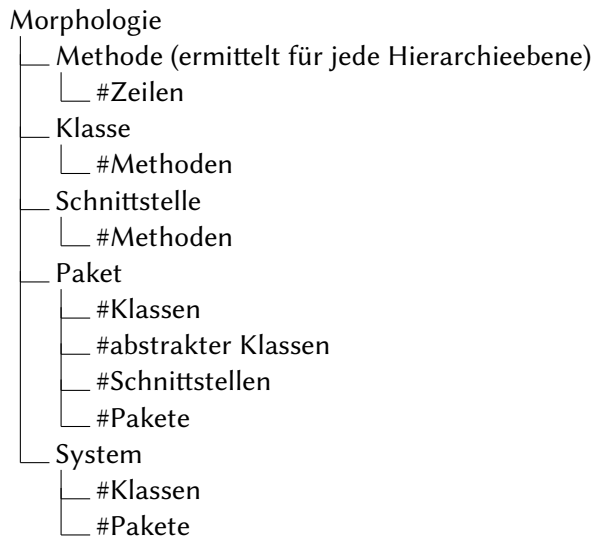 Morphologie
Methode (ermittelt für jede Hierarchieebene)
#Zeilen
Klasse
#Methoden
Schnittstelle
#Methoden
Paket
#Klassen
#abstrakter Klassen
#Schnittstellen
#Pakete
System
#Klassen
#Pakete